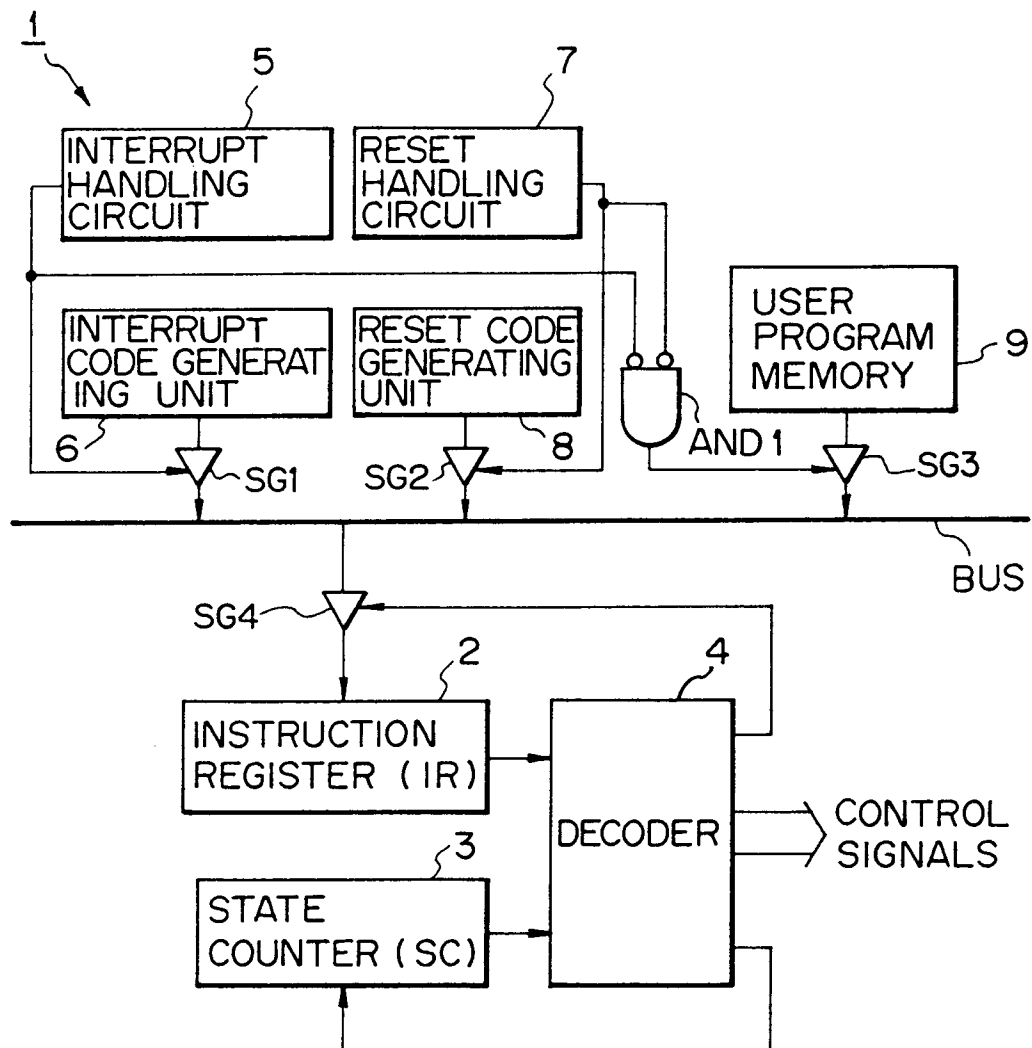 1
5
7
INTERRUPT
HANDLING
CIRCUIT
RESET
HANDLING
CIRCUIT
INTERRUPT
CODE GENERAT
ING UNIT
RESET CODE
GENERATING
UNIT
USER
PROGRAM
MEMORY
9
6
8
AND 1
SG1
SG2
SG3
BUS
SG4
2
4
INSTRUCTION
REGISTER (IR)
DECODER
CONTROL
SIGNALS
3
STATE
COUNTER (SC)